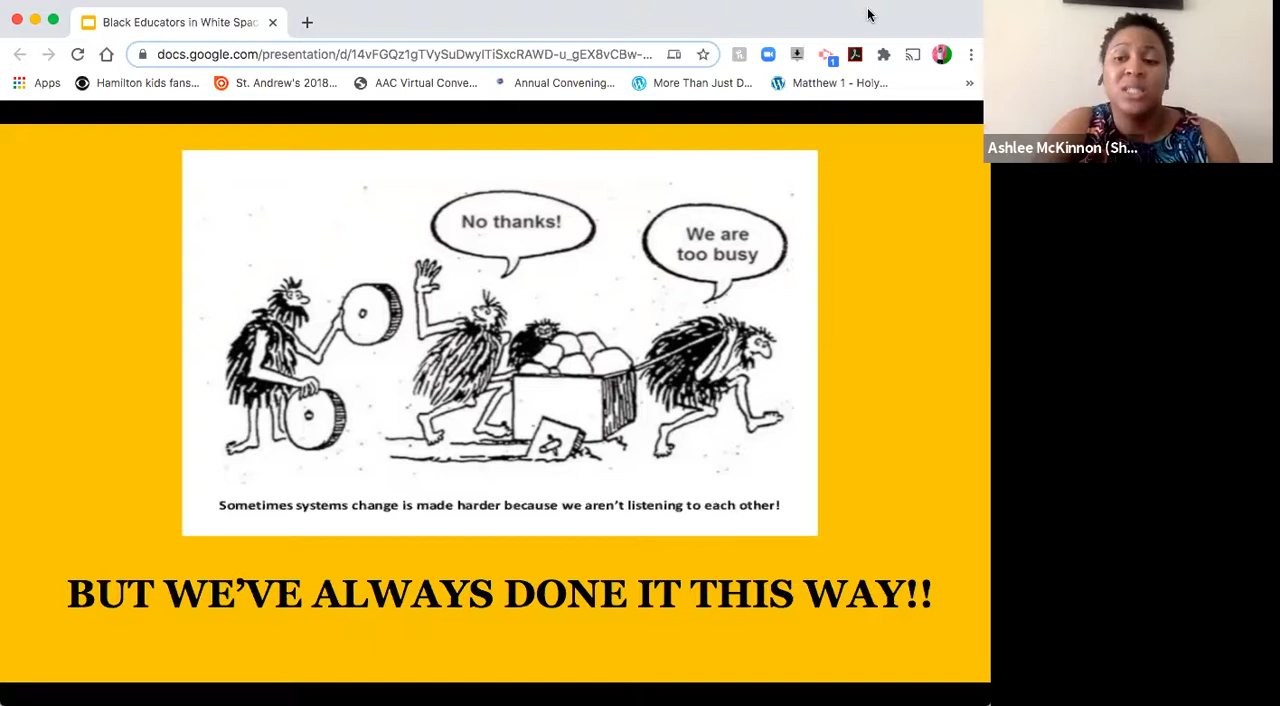 Black Educators in White Spac
docs.google.com/presentation/d/14vFGQz1gTVySuDwyITiSxcRAWD-u_gEX8vCBw-...
1
Apps Hamilton kids fans... St. Andrew's 2018... AAC Virtual Conve... Annual Convening... More Than Just D... Matthew 1 - Holy... »
Ashlee McKinnon (Sh...
No thanks!
We are
too busy
Sometimes systems change is made harder because we aren't listening to each other!
BUT WE'VE ALWAYS DONE IT THIS WAY!!